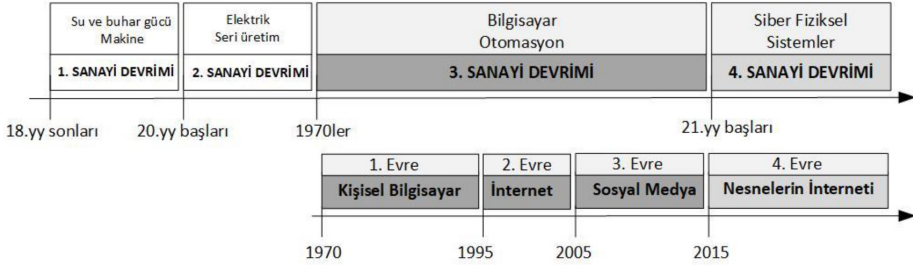 Su ve buhar gücü
Makine
Elektrik
Seri üretim
Bilgisayar
Otomasyon
Siber Fiziksel
Sistemler
1. SANAYİ DEVRİMİ
2. SANAYİ DEVRİMİ
3. SANAYİ DEVRİMİ
4. SANAYİ DEVRİMİ
18.yy sonları
20.yy başları
1970ler
21.yy başları
1. Evre
2. Evre
3. Evre
4. Evre
Kişisel Bilgisayar
İnternet
Sosyal Medya
Nesnelerin İnterneti
1970
1995
2005
2015